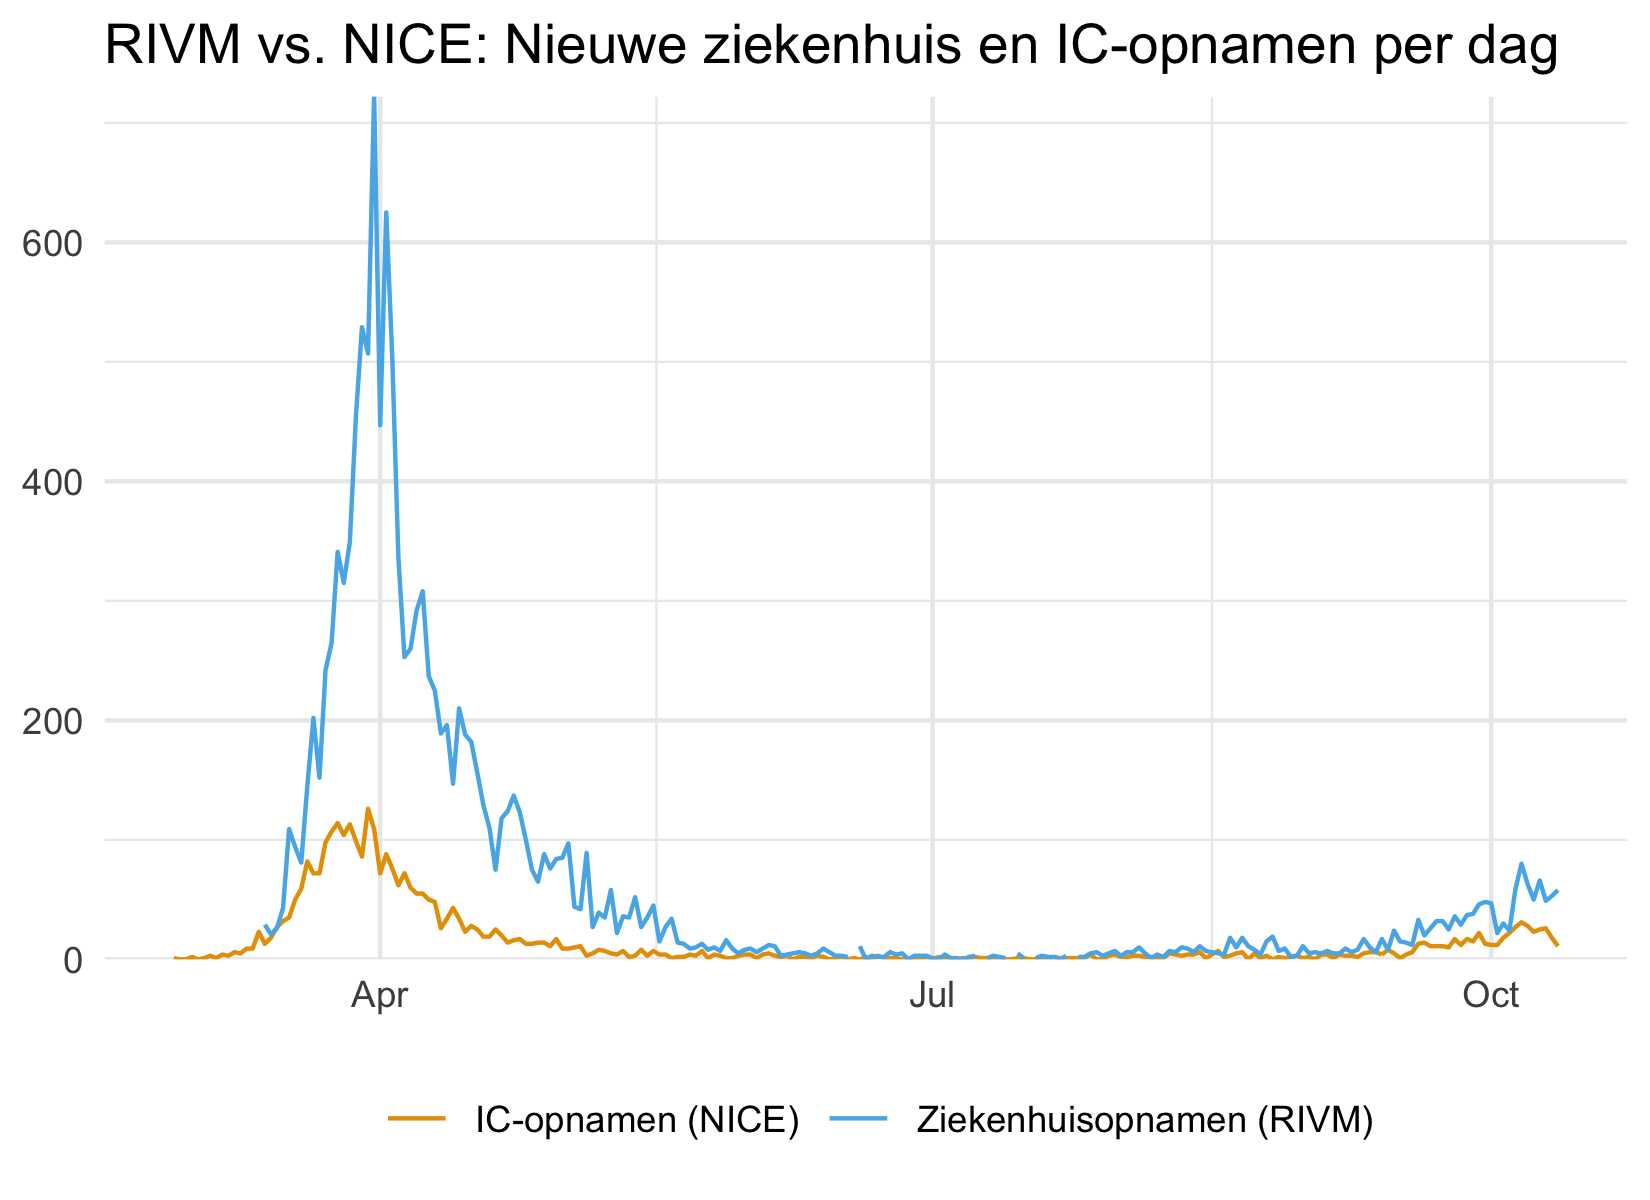 RIVM vs. NICE: Nieuwe ziekenhuis en IC-opnamen per dag
600
400
200
0
Apr
Jul
Oct
IC-opnamen (NICE)
Ziekenhuisopnamen (RIVM)